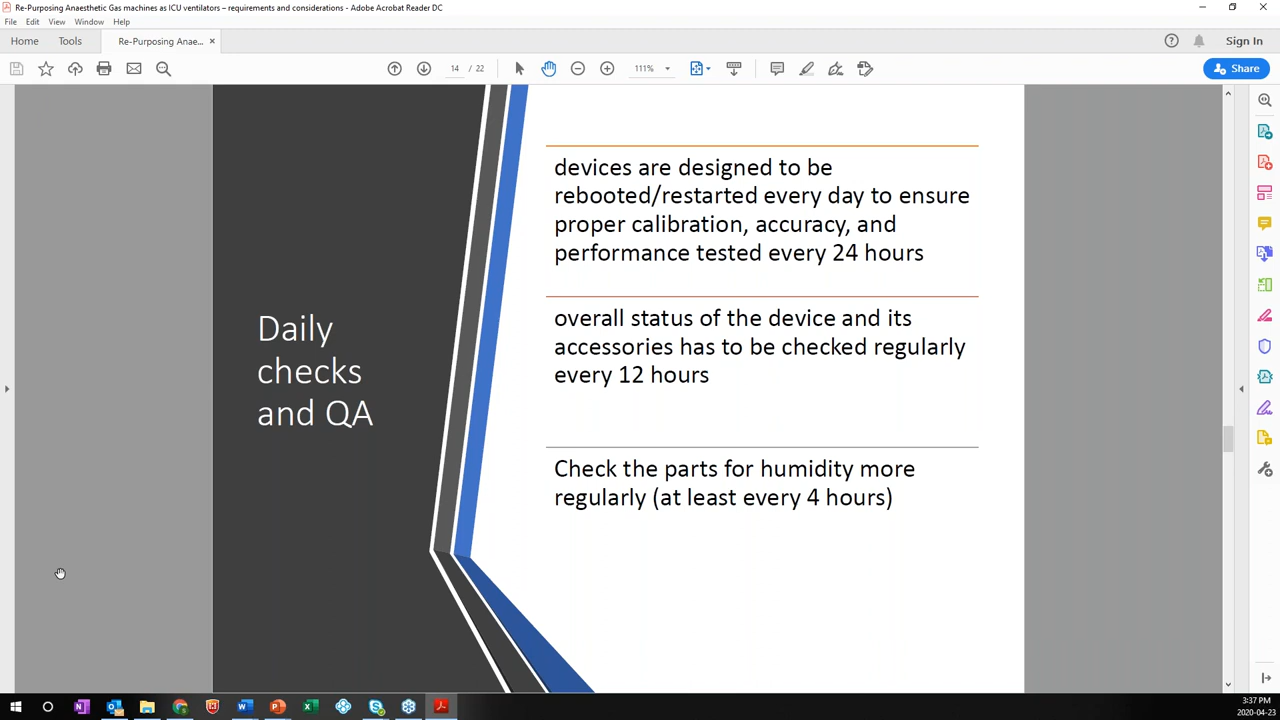 Re-Purposing Anaesthetic Gas machines as ICU ventilators – requirements and considerations - Adobe Acrobat Reader DC
File Edit View Window Help
Home Tools Re-Purposing Anae... × Sign In
14 / 22 111% Share
devices are designed to be
rebooted/restarted every day to ensure
proper calibration, accuracy, and
performance tested every 24 hours
overall status of the device and its
accessories has to be checked regularly
every 12 hours
Daily
checks
and QA
Check the parts for humidity more
regularly (at least every 4 hours)
3:37 PM
2020-04-23